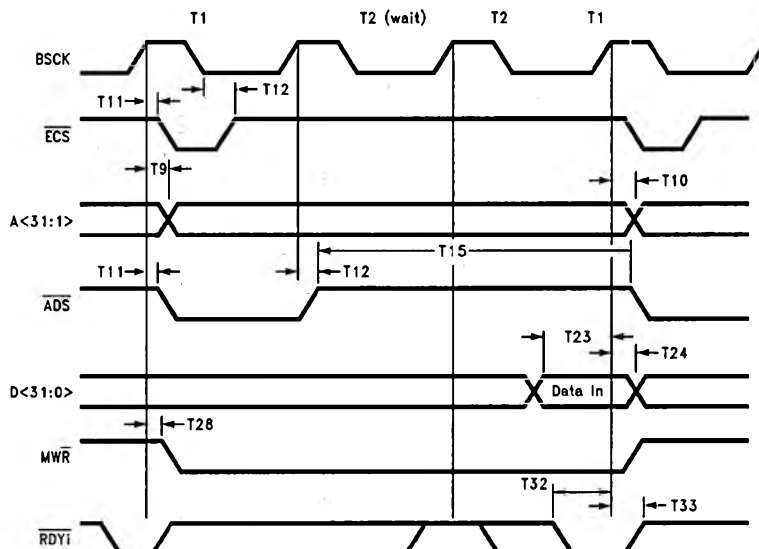 T1 T2 (wait) T2 T1
BSCK
T11 T12
ECS
T9 T10
A<31:1>
T15
T11 T12
ADS
T23
T24
D<31:0> Data In
T28
MWR
T32
T33
RDYi